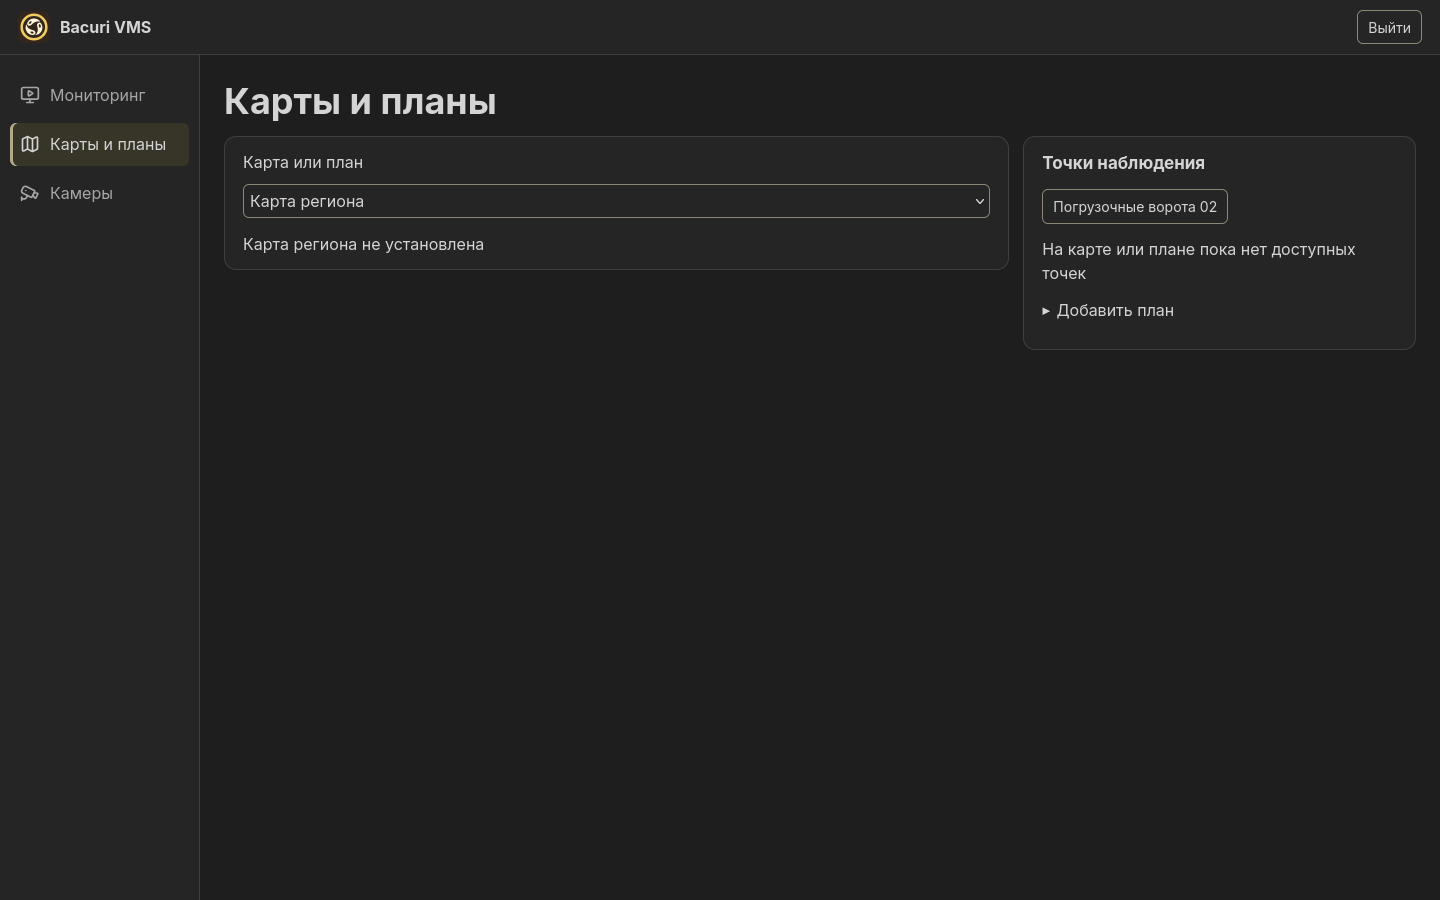 Bacuri VMS
Выйти
Мониторинг
Карты и планы
Камеры
Карты и планы
Карта или план
Карта региона
Карта региона не установлена
Точки наблюдения
Погрузочные ворота 02
На карте или плане пока нет доступных
точек
Добавить план